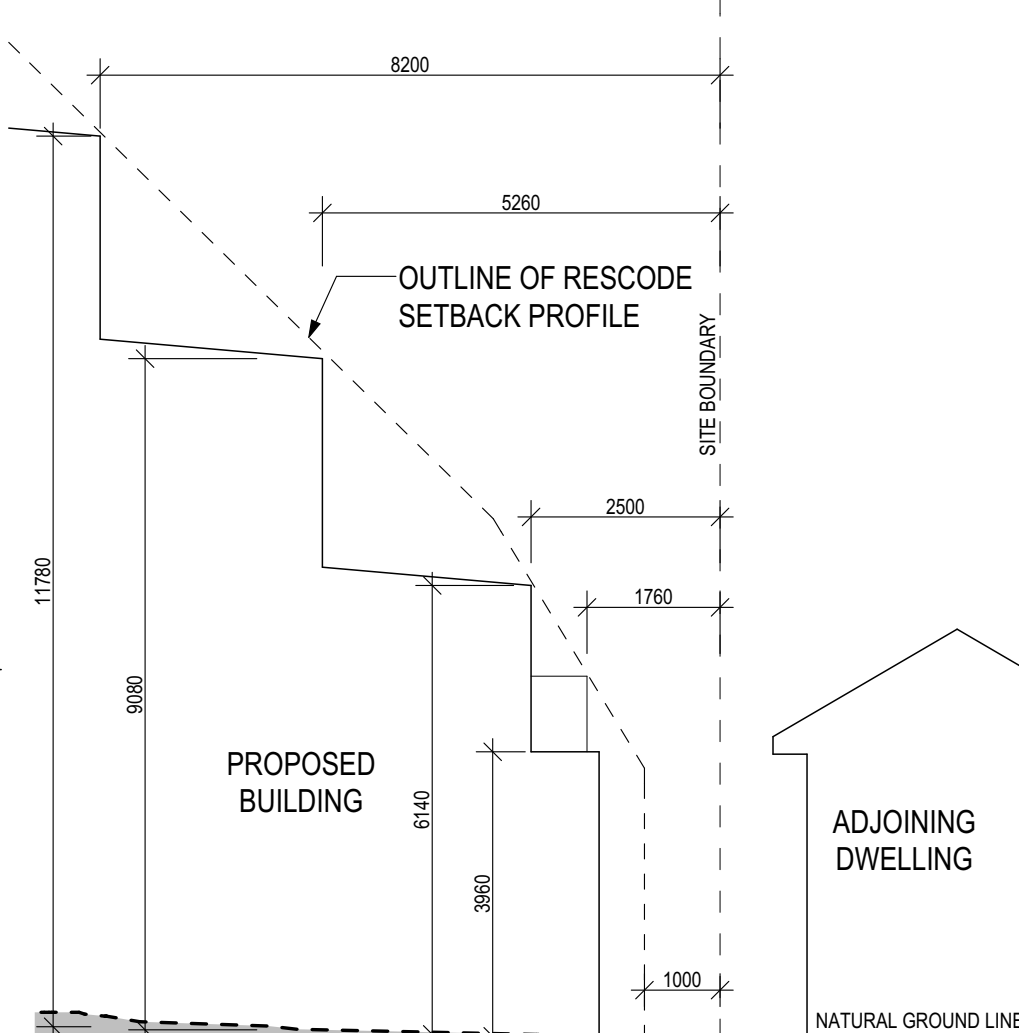 8200
5260
OUTLINE OF RESCODE
SETBACK PROFILE
SITE BOUNDARY
2500
1760
11780
9080
PROPOSED
BUILDING
6140
3960
ADJOINING
DWELLING
1000
NATURAL GROUND LINE